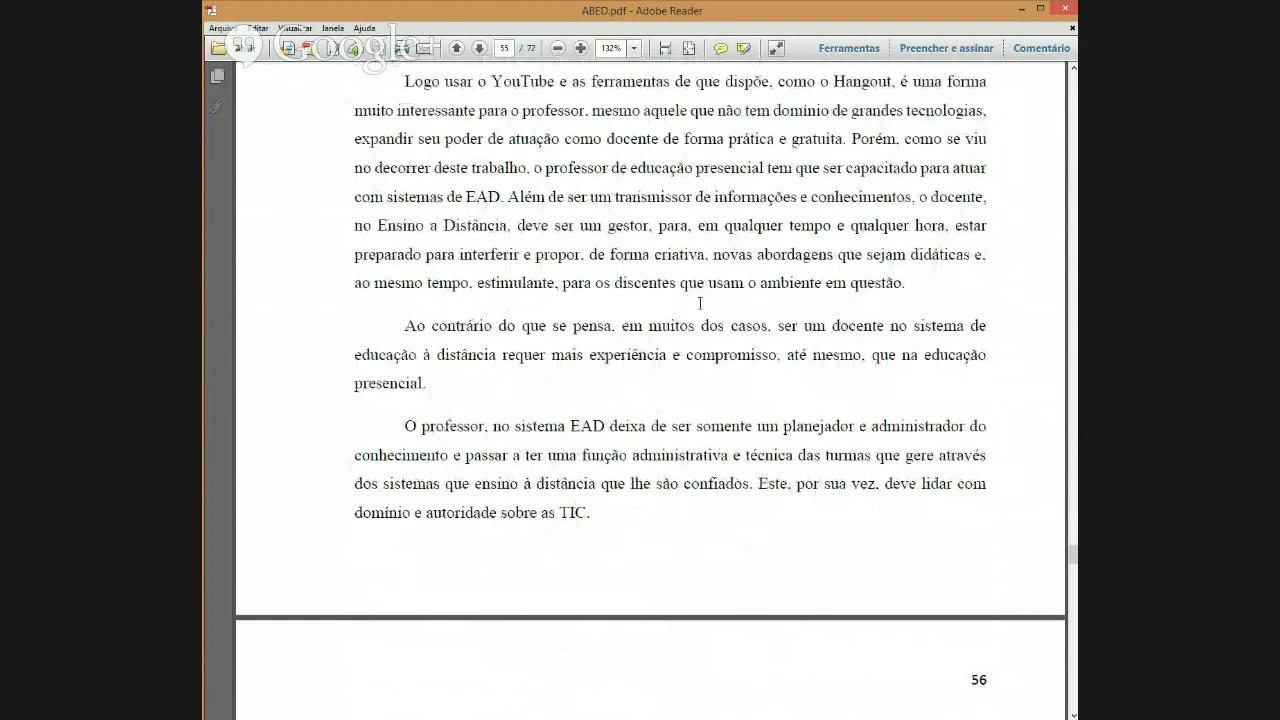 ABED.pdf - Adobe Reader
Arquivo Editar Visualizar Janela Ajuda
Google+
55 / 72 132% Ferramentas Preencher e assinar Comentário
Logo usar o YouTube e as ferramentas de que dispõe, como o Hangout, é uma forma
muito interessante para o professor, mesmo aquele que não tem domínio de grandes tecnologias,
expandir seu poder de atuação como docente de forma prática e gratuita. Porém, como se viu
no decorrer deste trabalho, o professor de educação presencial tem que ser capacitado para atuar
com sistemas de EAD. Além de ser um transmissor de informações e conhecimentos, o docente,
no Ensino a Distância, deve ser um gestor, para, em qualquer tempo e qualquer hora, estar
preparado para interferir e propor, de forma criativa, novas abordagens que sejam didáticas e,
ao mesmo tempo, estimulante, para os discentes que usam o ambiente em questão.
Ao contrário do que se pensa, em muitos dos casos, ser um docente no sistema de
educação à distância requer mais experiência e compromisso, até mesmo, que na educação
presencial.
O professor, no sistema EAD deixa de ser somente um planejador e administrador do
conhecimento e passar a ter uma função administrativa e técnica das turmas que gere através
dos sistemas que ensino à distância que lhe são confiados. Este, por sua vez, deve lidar com
domínio e autoridade sobre as TIC.
56